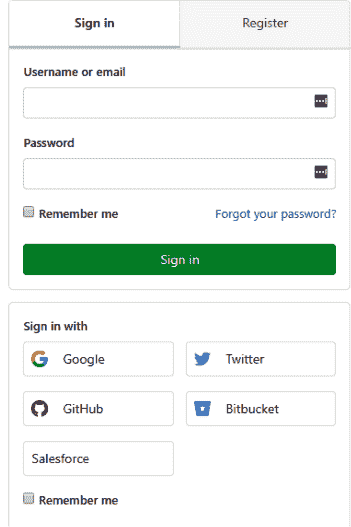 Sign in
Register
Username or email
Password
Remember me
Forgot your password?
Sign in
Sign in with
Google
Twitter
GitHub
Bitbucket
Salesforce
Remember me